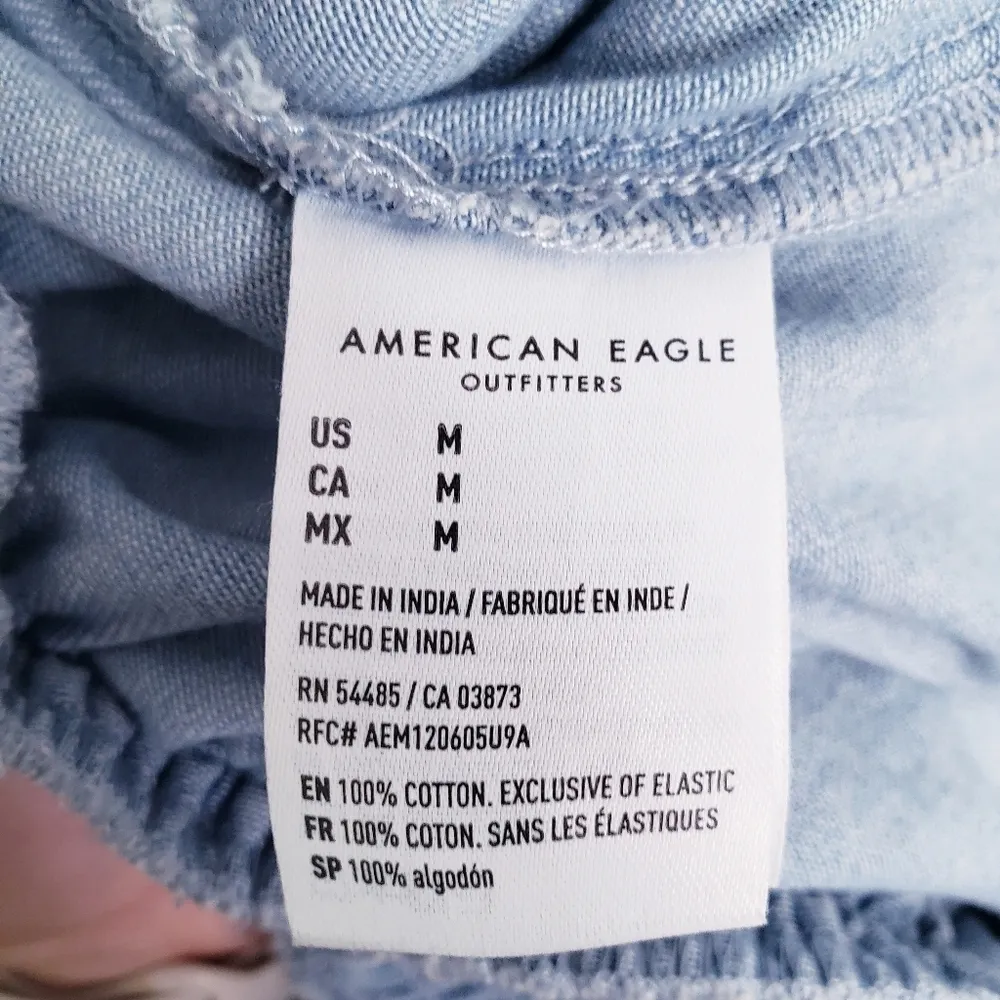 AMERICAN EAGLE
OUTFITTERS
US M
CA M
MX M
MADE IN INDIA / FABRIQUÉ EN INDE /
HECHO EN INDIA
RN 54485 / CA 03873
RFC# AEM120605U9A
EN 100% COTTON. EXCLUSIVE OF ELASTIC
FR 100% COTON. SANS LES ÉLASTIQUES
SP 100% algodón